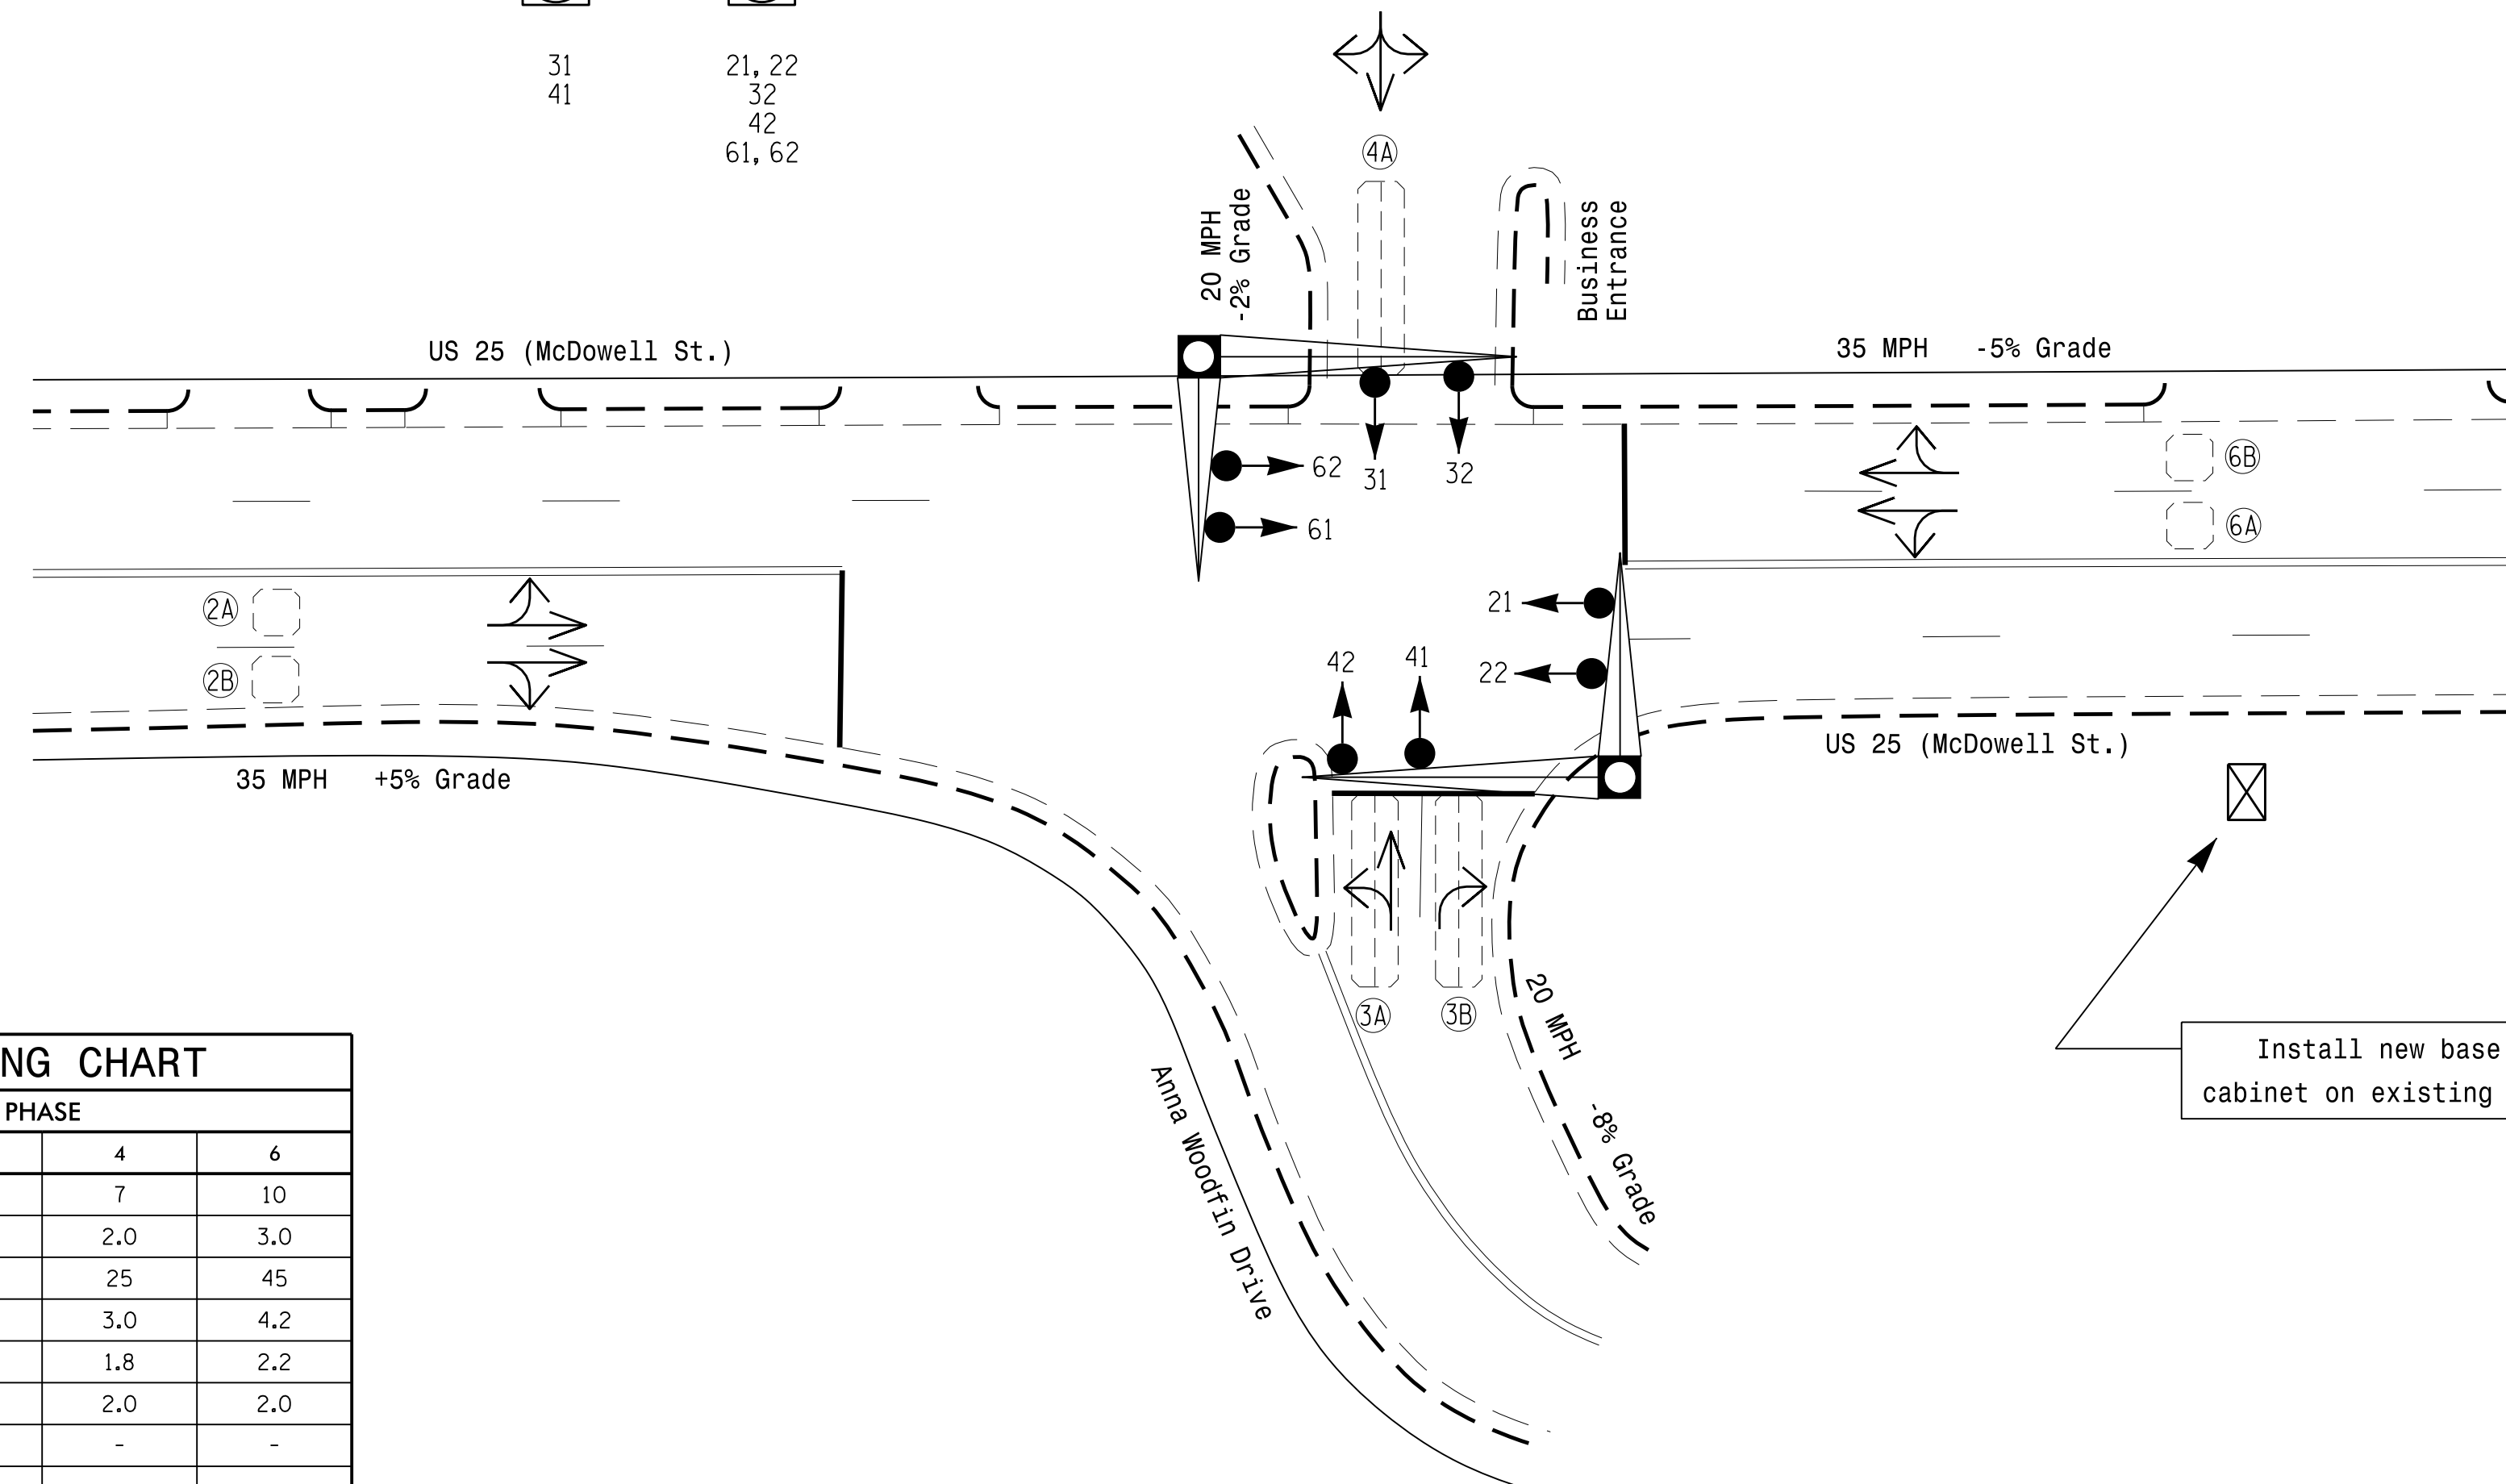 31
41
21, 22
32
42
61, 62
4A
20 MPH
-2% Grade
Business
Entrance
US 25 (McDowell St.)
35 MPH -5% Grade
62
61
31
32
6B
6A
2A
2B
21
22
42
41
35 MPH +5% Grade
US 25 (McDowell St.)
3A
3B
20 MPH
-8% Grade
Anna Woodfin Drive
Install new base
cabinet on existing
NG CHART
PHASE
4 6
7 10
2.0 3.0
25 45
3.0 4.2
1.8 2.2
2.0 2.0
- -